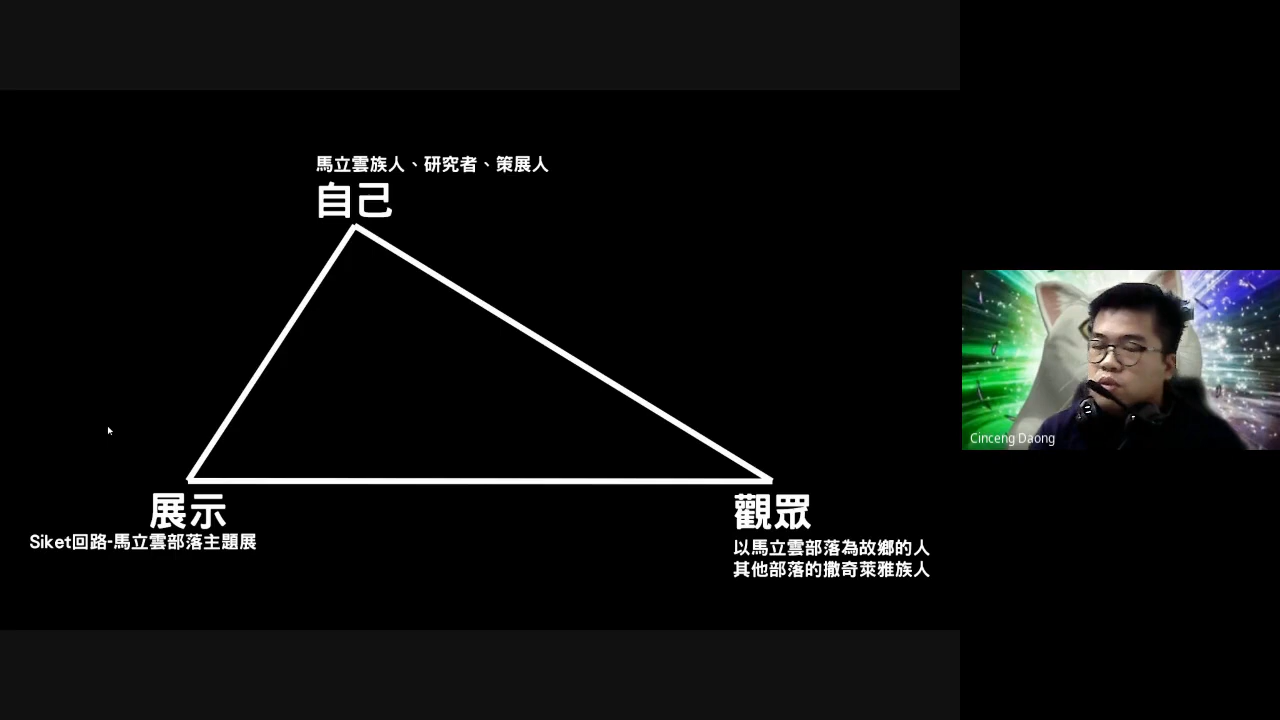 馬立雲族人、研究者、策展人
自己
展示
Siket回路-馬立雲部落主題展
觀眾
以馬立雲部落為故鄉的人
其他部落的撒奇萊雅族人
Cinceng Daong